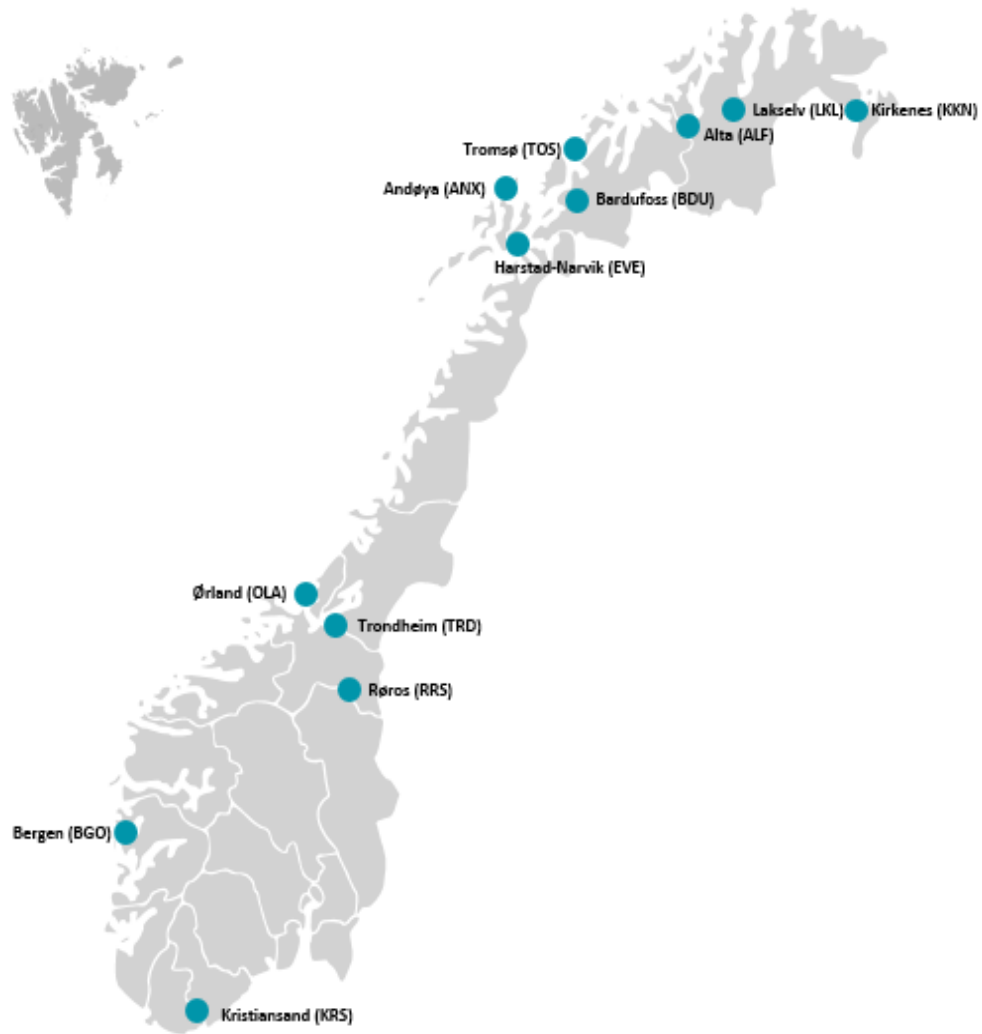 Lakselv (LKL)
Kirkenes (KKN)
Alta (ALF)
Tromsø (TOS)
Andøya (ANX)
Bardufoss (BDU)
Harstad-Narvik (EVE)
Ørland (OLA)
Trondheim (TRD)
Røros (RRS)
Bergen (BGO)
Kristiansand (KRS)